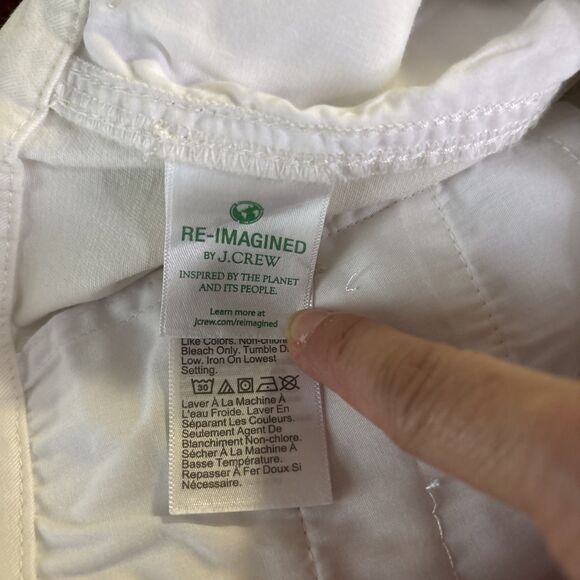 RE-IMAGINED
BY J.CREW
INSPIRED BY THE PLANET
AND ITS PEOPLE.
Learn more at
jcrew.com/reimagined
Like Colors. Non-chlorine
Bleach Only. Tumble
Low. Iron On Lowest
Setting.
30
Laver À La Machine À
L'eau Froide. Laver En
Séparant Les Couleurs.
Seulement Agent De
Blanchiment Non-chlore.
Sécher À La Machine À
Basse Température.
Repasser À Fer Doux Si
Nécessaire.